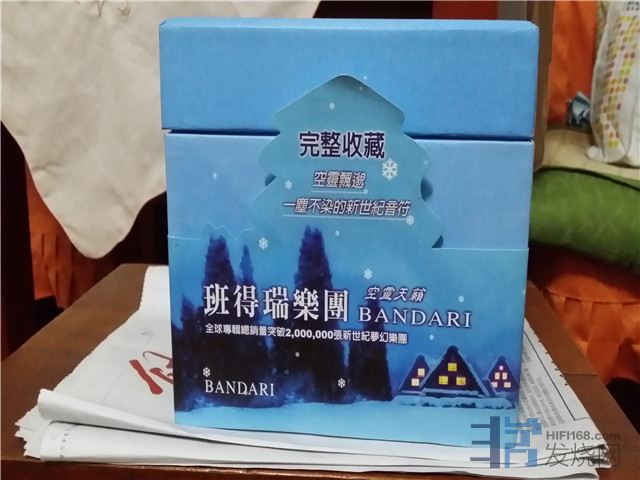 完整收藏
空靈飄邈
一塵不染的新世紀音符
班得瑞樂團 空靈天籟 BANDARI
全球專輯總銷量突破2,000,000張新世紀夢幻樂團
BANDARI
HIFI168.com
发烧网